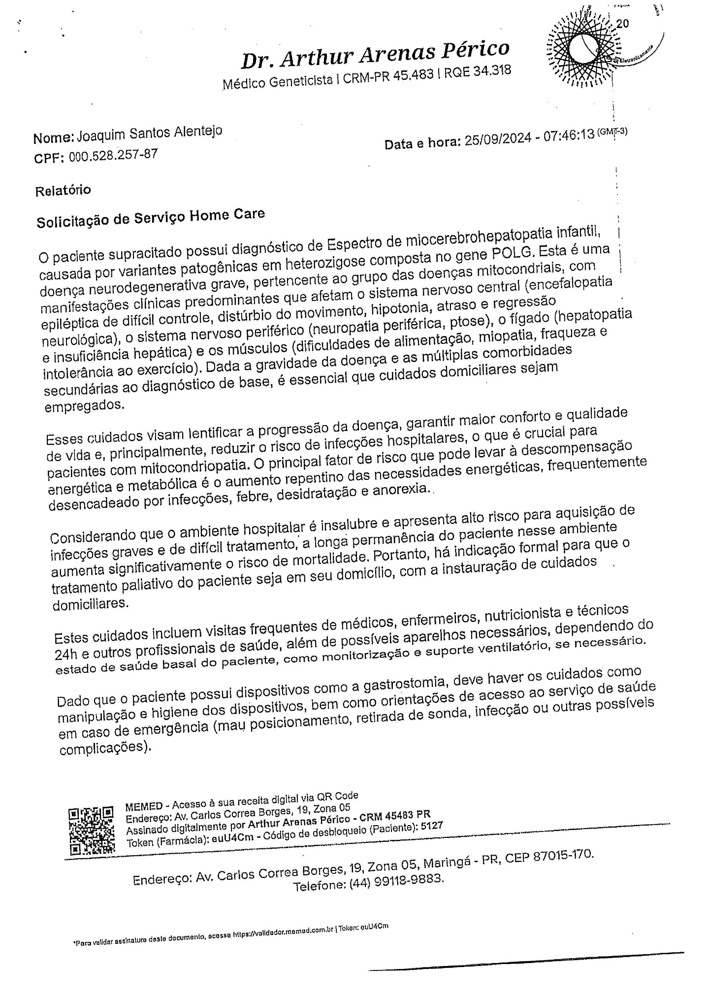 Página
20
Eletronicamente
Dr. Arthur Arenas Périco
Médico Geneticista | CRM-PR 45.483 | RQE 34.318
Nome: Joaquim Santos Alentejo
Data e hora: 25/09/2024 - 07:46:13 (GMT-3)
CPF: 000.528.257-87
Relatório
Solicitação de Serviço Home Care
O paciente supracitado possui diagnóstico de Espectro de miocerebrohepatopatia infantil,
causada por variantes patogênicas em heterozigose composta no gene POLG. Esta é uma
doença neurodegenerativa grave, pertencente ao grupo das doenças mitocondriais, com
manifestações clínicas predominantes que afetam o sistema nervoso central (encefalopatia
epiléptica de difícil controle, distúrbio do movimento, hipotonia, atraso e regressão
neurológica), o sistema nervoso periférico (neuropatia periférica, ptose), o fígado (hepatopatia
e insuficiência hepática) e os músculos (dificuldades de alimentação, miopatia, fraqueza e
intolerância ao exercício). Dada a gravidade da doença e as múltiplas comorbidades
secundárias ao diagnóstico de base, é essencial que cuidados domiciliares sejam
empregados.
Esses cuidados visam lentificar a progressão da doença, garantir maior conforto e qualidade
de vida e, principalmente, reduzir o risco de infecções hospitalares, o que é crucial para
pacientes com mitocondriopatia. O principal fator de risco que pode levar à descompensação
energética e metabólica é o aumento repentino das necessidades energéticas, frequentemente
desencadeado por infecções, febre, desidratação e anorexia.
Considerando que o ambiente hospitalar é insalubre e apresenta alto risco para aquisição de
infecções graves e de difícil tratamento, a longa permanência do paciente nesse ambiente
aumenta significativamente o risco de mortalidade. Portanto, há indicação formal para que o
tratamento paliativo do paciente seja em seu domicílio, com a instauração de cuidados
domiciliares.
Estes cuidados incluem visitas frequentes de médicos, enfermeiros, nutricionista e técnicos
24h e outros profissionais de saúde, além de possíveis aparelhos necessários, dependendo do
estado de saúde basal do paciente, como monitorização e suporte ventilatório, se necessário.
Dado que o paciente possui dispositivos como a gastrostomia, deve haver os cuidados como
manipulação e higiene dos dispositivos, bem como orientações de acesso ao serviço de saúde
em caso de emergência (mau posicionamento, retirada de sonda, infecção ou outras possíveis
complicações).
MEMED - Acesso à sua receita digital via QR Code
Endereço: Av. Carlos Correa Borges, 19, Zona 05
Assinado digitalmente por Arthur Arenas Périco - CRM 45483 PR
Token (Farmácia): euU4Cm - Código de desbloqueio (Paciente): 5127
Endereço: Av. Carlos Correa Borges, 19, Zona 05, Maringá - PR, CEP 87015-170.
Telefone: (44) 99118-9883.
*Para validar assinatura deste documento, acesse https://validador.memed.com.br | Token: euU4Cm